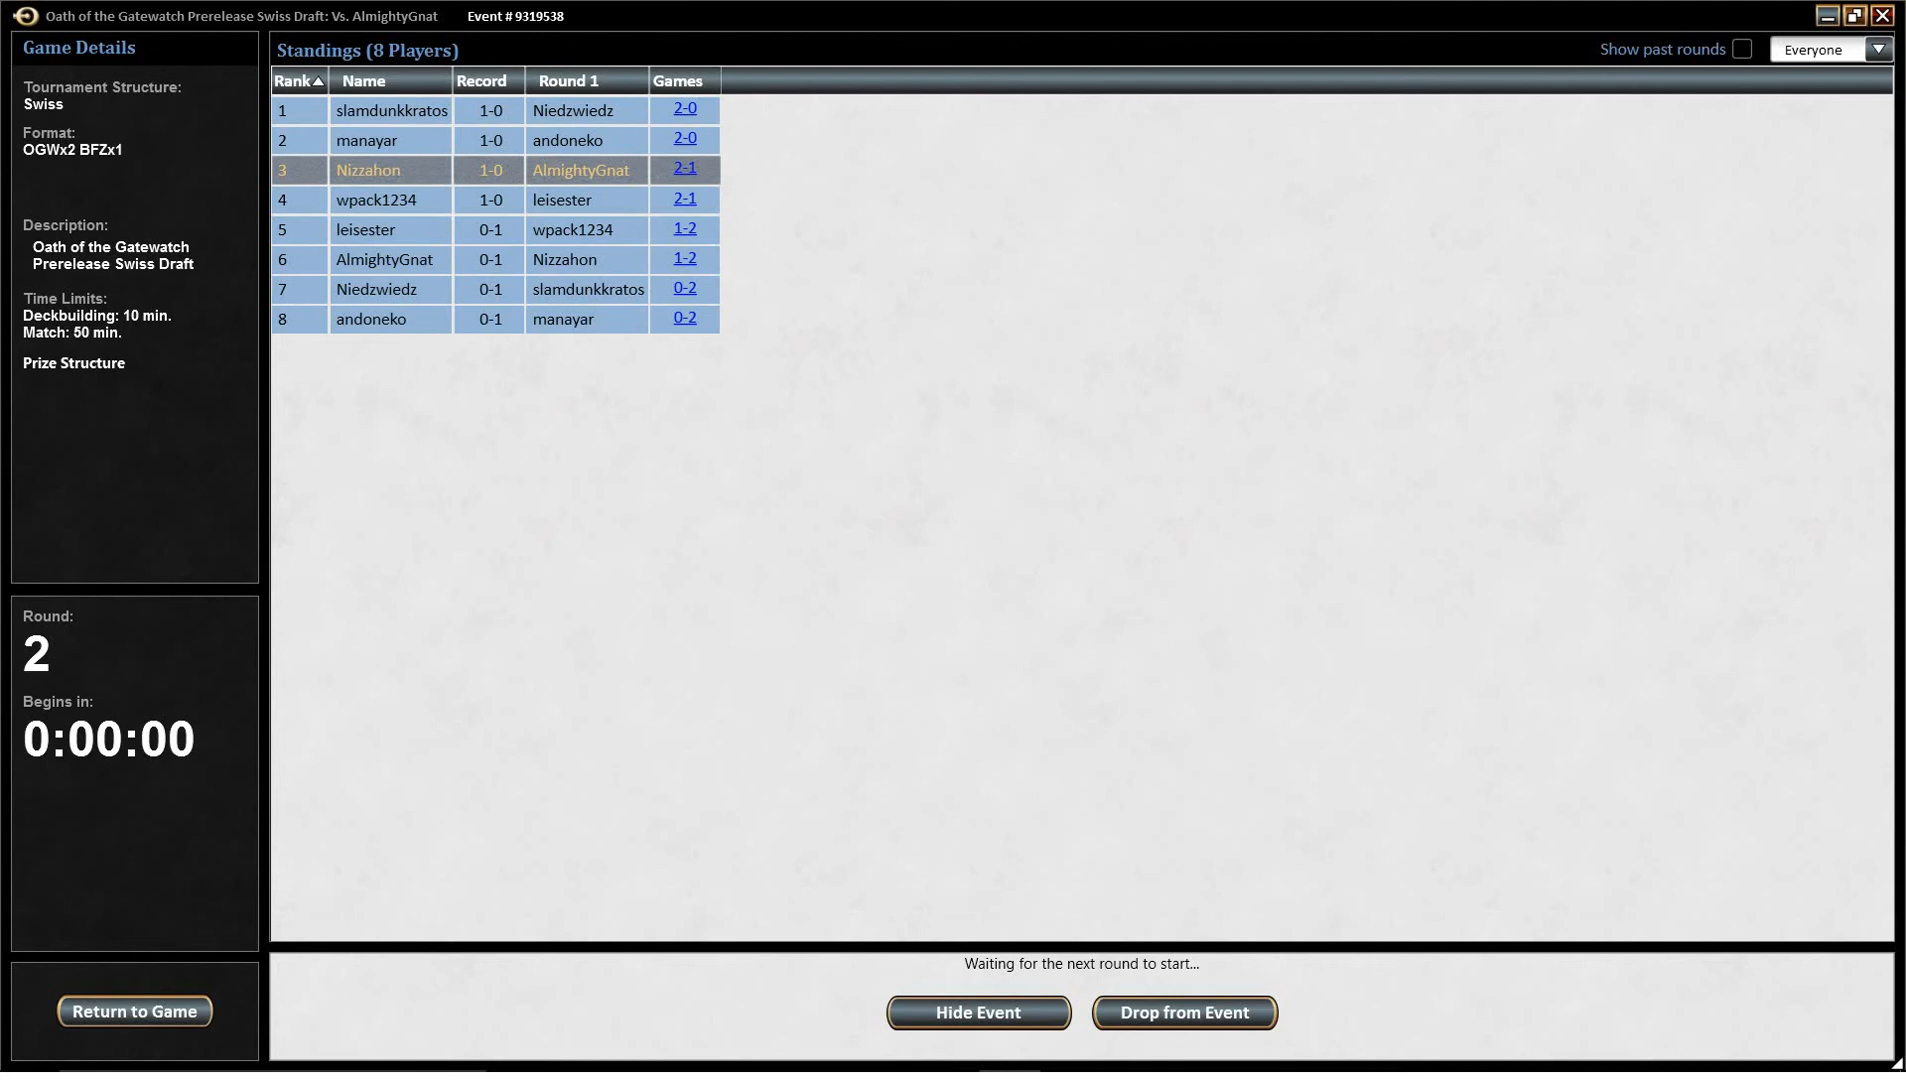 Oath of the Gatewatch Prerelease Swiss Draft: Vs. AlmightyGnat Event # 9319538
Game Details
Tournament Structure:
Swiss
Format:
OGWx2 BFZx1
Description:
Oath of the Gatewatch
Prerelease Swiss Draft
Time Limits:
Deckbuilding: 10 min.
Match: 50 min.
Prize Structure
Round:
2
Begins in:
0:00:00
Return to Game
Standings (8 Players) Show past rounds Everyone
Rank Name Record Round 1 Games
1 slamdunkkratos 1-0 Niedzwiedz 2-0
2 manayar 1-0 andoneko 2-0
3 Nizzahon 1-0 AlmightyGnat 2-1
4 wpack1234 1-0 leisester 2-1
5 leisester 0-1 wpack1234 1-2
6 AlmightyGnat 0-1 Nizzahon 1-2
7 Niedzwiedz 0-1 slamdunkkratos 0-2
8 andoneko 0-1 manayar 0-2
Waiting for the next round to start...
Hide Event Drop from Event